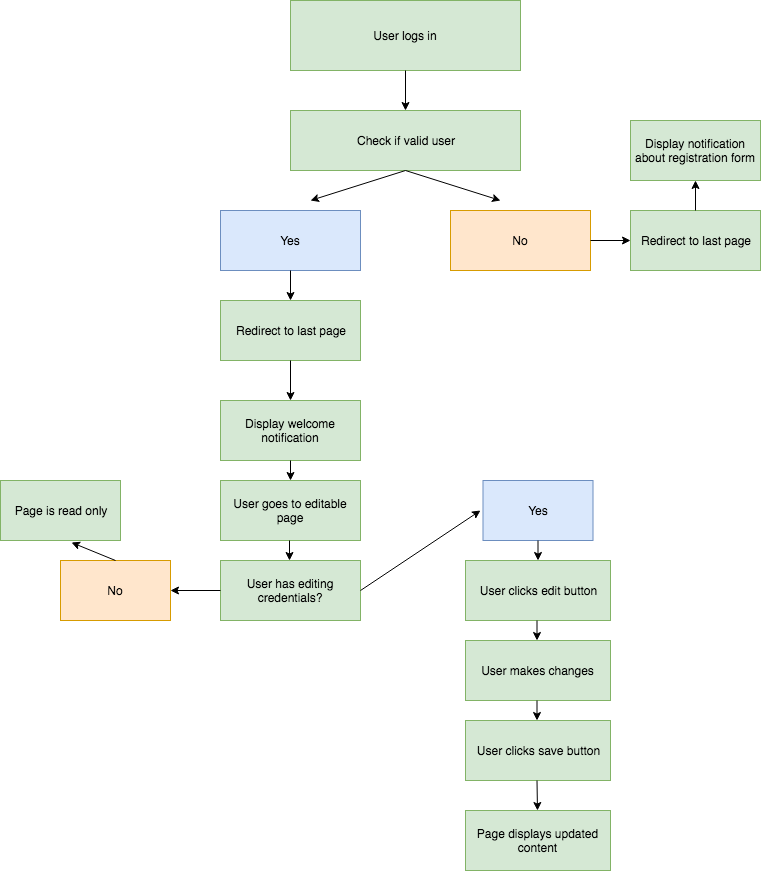 User logs in
Check if valid user
Display notification
about registration form
Yes
No
Redirect to last page
Redirect to last page
Display welcome
notification
Page is read only
User goes to editable
page
Yes
No
User has editing
credentials?
User clicks edit button
User makes changes
User clicks save button
Page displays updated
content